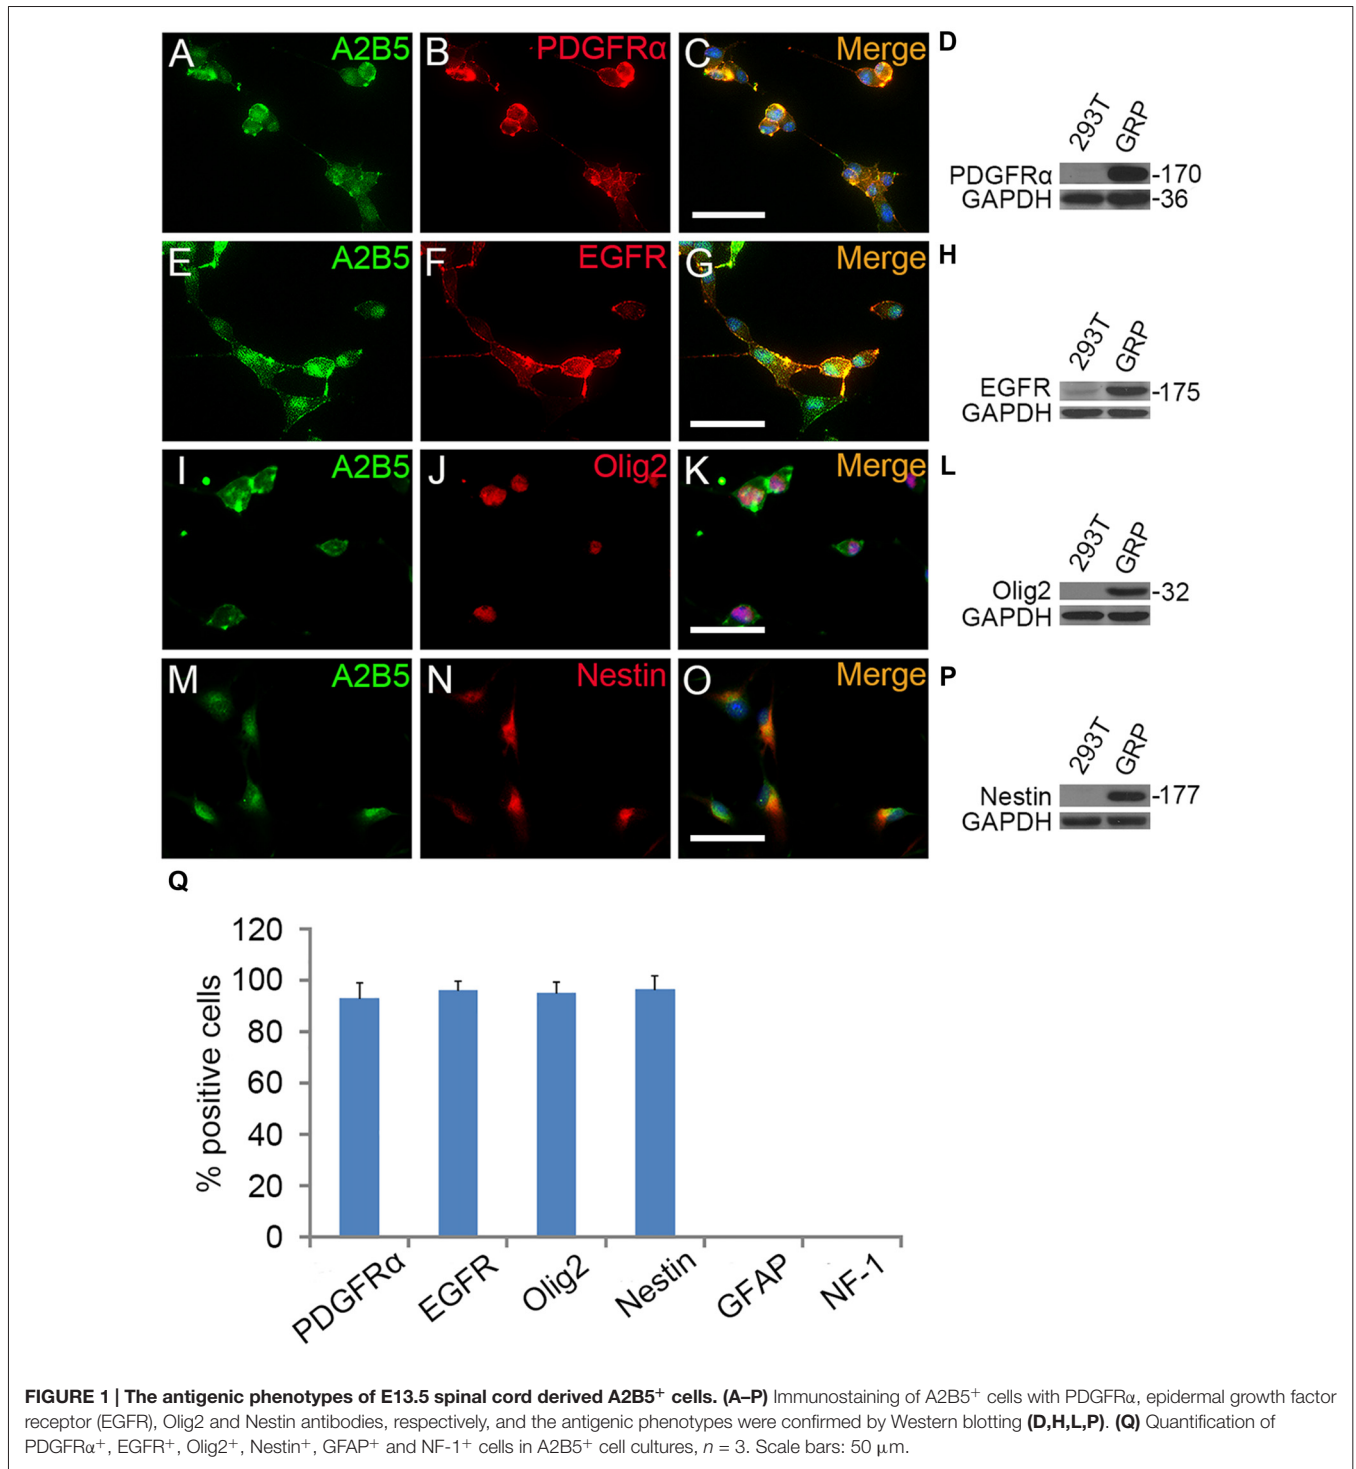 A A2B5 B PDGFRα C Merge D
293T GRP
PDGFRα -170
GAPDH -36
E A2B5 F EGFR G Merge H
293T GRP
EGFR -175
GAPDH
I A2B5 J Olig2 K Merge L
293T GRP
Olig2 -32
GAPDH
M A2B5 N Nestin O Merge P
293T GRP
Nestin -177
GAPDH
Q
120
100
80
60
40
20
0
% positive cells
PDGFRα EGFR Olig2 Nestin GFAP NF-1
FIGURE 1 | The antigenic phenotypes of E13.5 spinal cord derived A2B5⁺ cells. (A–P) Immunostaining of A2B5⁺ cells with PDGFRα, epidermal growth factor
receptor (EGFR), Olig2 and Nestin antibodies, respectively, and the antigenic phenotypes were confirmed by Western blotting (D,H,L,P). (Q) Quantification of
PDGFRα⁺, EGFR⁺, Olig2⁺, Nestin⁺, GFAP⁺ and NF-1⁺ cells in A2B5⁺ cell cultures, n = 3. Scale bars: 50 μm.